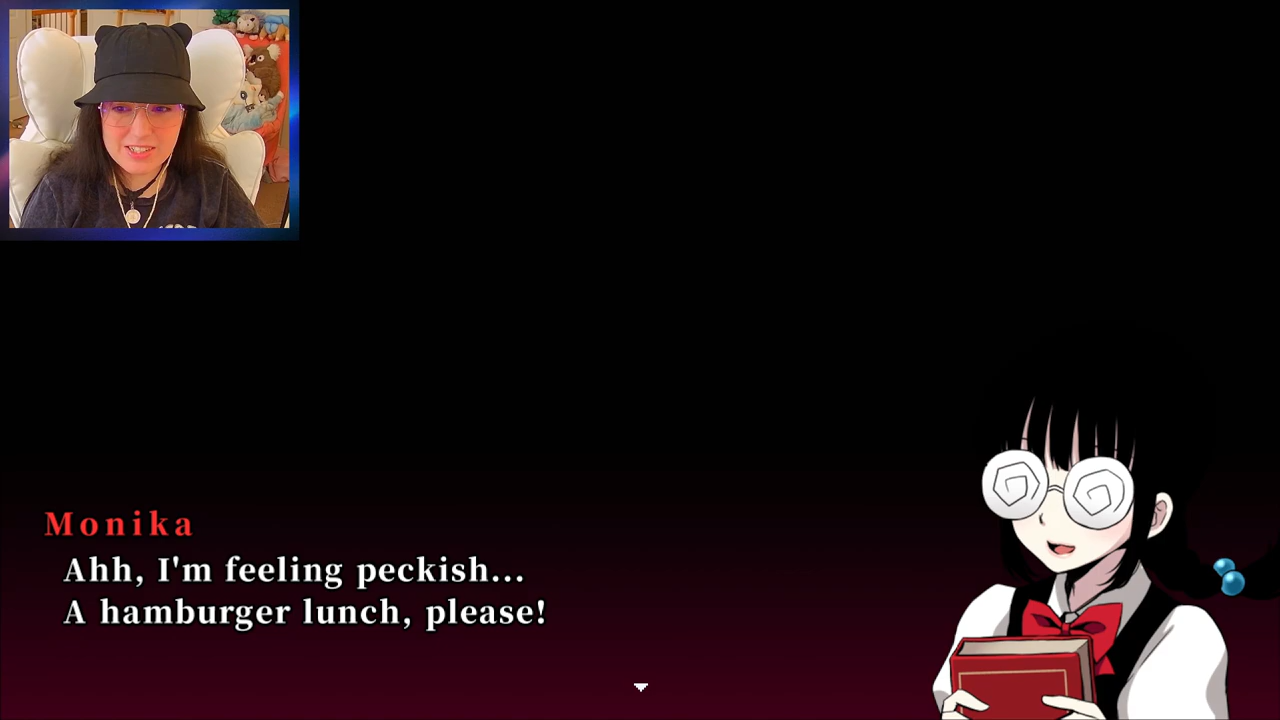 Monika
Ahh, I'm feeling peckish...
A hamburger lunch, please!